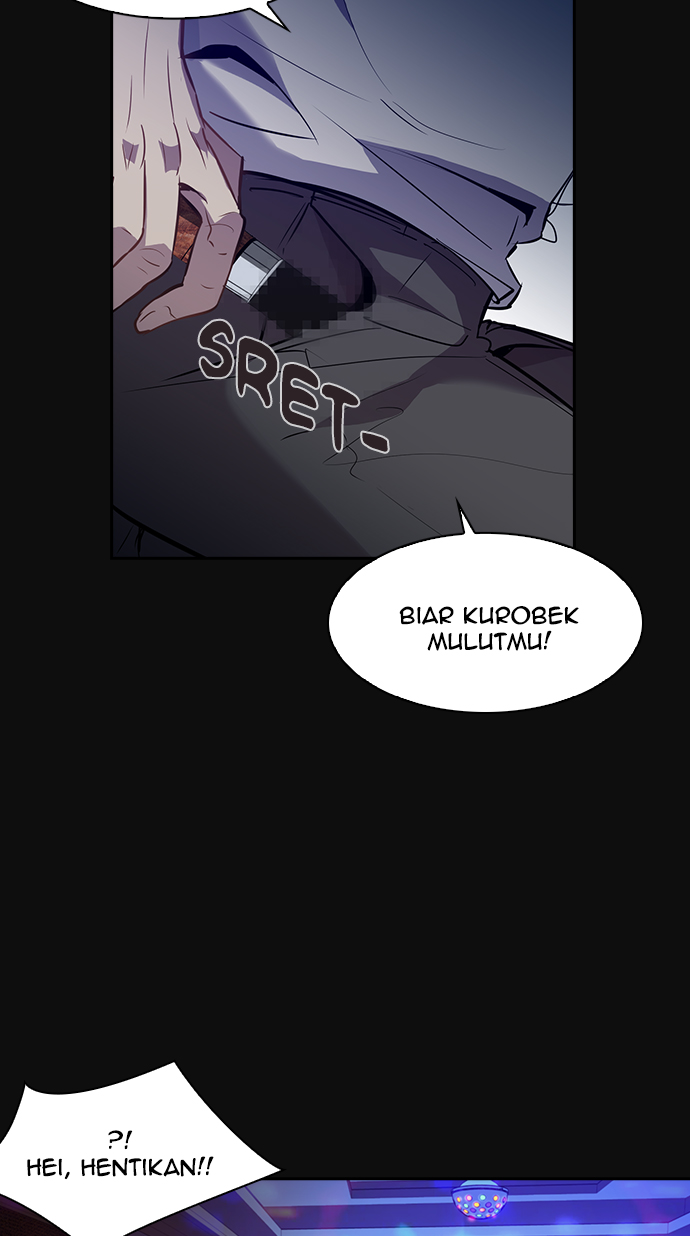 SRET-
BIAR KUROBEK
MULUTMU!
?!
HEI, HENTIKAN!!